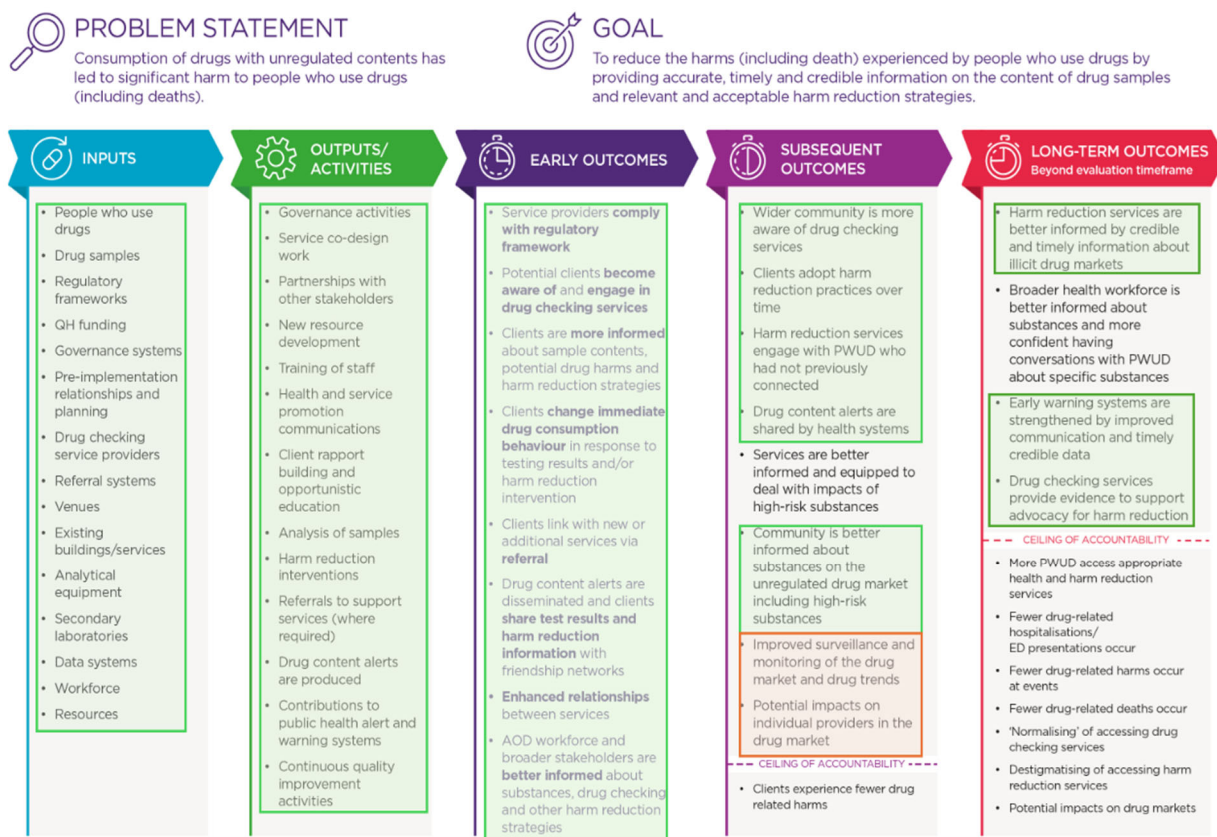 PROBLEM STATEMENT
Consumption of drugs with unregulated contents has
led to significant harm to people who use drugs
(including deaths).
GOAL
To reduce the harms (including death) experienced by people who use drugs by
providing accurate, timely and credible information on the content of drug samples
and relevant and acceptable harm reduction strategies.
INPUTS
• People who use
drugs
• Drug samples
• Regulatory
frameworks
• QH funding
• Governance systems
• Pre-implementation
relationships and
planning
• Drug checking
service providers
• Referral systems
• Venues
• Existing
buildings/services
• Analytical
equipment
• Secondary
laboratories
• Data systems
• Workforce
• Resources
OUTPUTS/
ACTIVITIES
• Governance activities
• Service co-design
work
• Partnerships with
other stakeholders
• New resource
development
• Training of staff
• Health and service
promotion
communications
• Client rapport
building and
opportunistic
education
• Analysis of samples
• Harm reduction
interventions
• Referrals to support
services (where
required)
• Drug content alerts
are produced
• Contributions to
public health alert and
warning systems
• Continuous quality
improvement
activities
EARLY OUTCOMES
• Service providers comply
with regulatory
framework
• Potential clients become
aware of and engage in
drug checking services
• Clients are more informed
about sample contents,
potential drug harms and
harm reduction strategies
• Clients change immediate
drug consumption
behaviour in response to
testing results and/or
harm reduction
intervention
• Clients link with new or
additional services via
referral
• Drug content alerts are
disseminated and clients
share test results and
harm reduction
information with
friendship networks
• Enhanced relationships
between services
• AOD workforce and
broader stakeholders are
better informed about
substances, drug checking
and other harm reduction
strategies
SUBSEQUENT
OUTCOMES
• Wider community is more
aware of drug checking
services
• Clients adopt harm
reduction practices over
time
• Harm reduction services
engage with PWUD who
had not previously
connected
• Drug content alerts are
shared by health systems
• Services are better
informed and equipped to
deal with impacts of
high-risk substances
• Community is better
informed about
substances on the
unregulated drug market
including high-risk
substances
• Improved surveillance and
monitoring of the drug
market and drug trends
• Potential impacts on
individual providers in the
drug market
CEILING OF ACCOUNTABILITY
• Clients experience fewer drug
related harms
LONG-TERM OUTCOMES
Beyond evaluation timeframe
• Harm reduction services are
better informed by credible
and timely information about
illicit drug markets
• Broader health workforce is
better informed about
substances and more
confident having
conversations with PWUD
about specific substances
• Early warning systems are
strengthened by improved
communication and timely
credible data
• Drug checking services
provide evidence to support
advocacy for harm reduction
CEILING OF ACCOUNTABILITY
• More PWUD access appropriate
health and harm reduction
services
• Fewer drug-related
hospitalisations/
ED presentations occur
• Fewer drug-related harms occur
at events
• Fewer drug-related deaths occur
• 'Normalising' of accessing drug
checking services
• Destigmatising of accessing harm
reduction services
• Potential impacts on drug markets